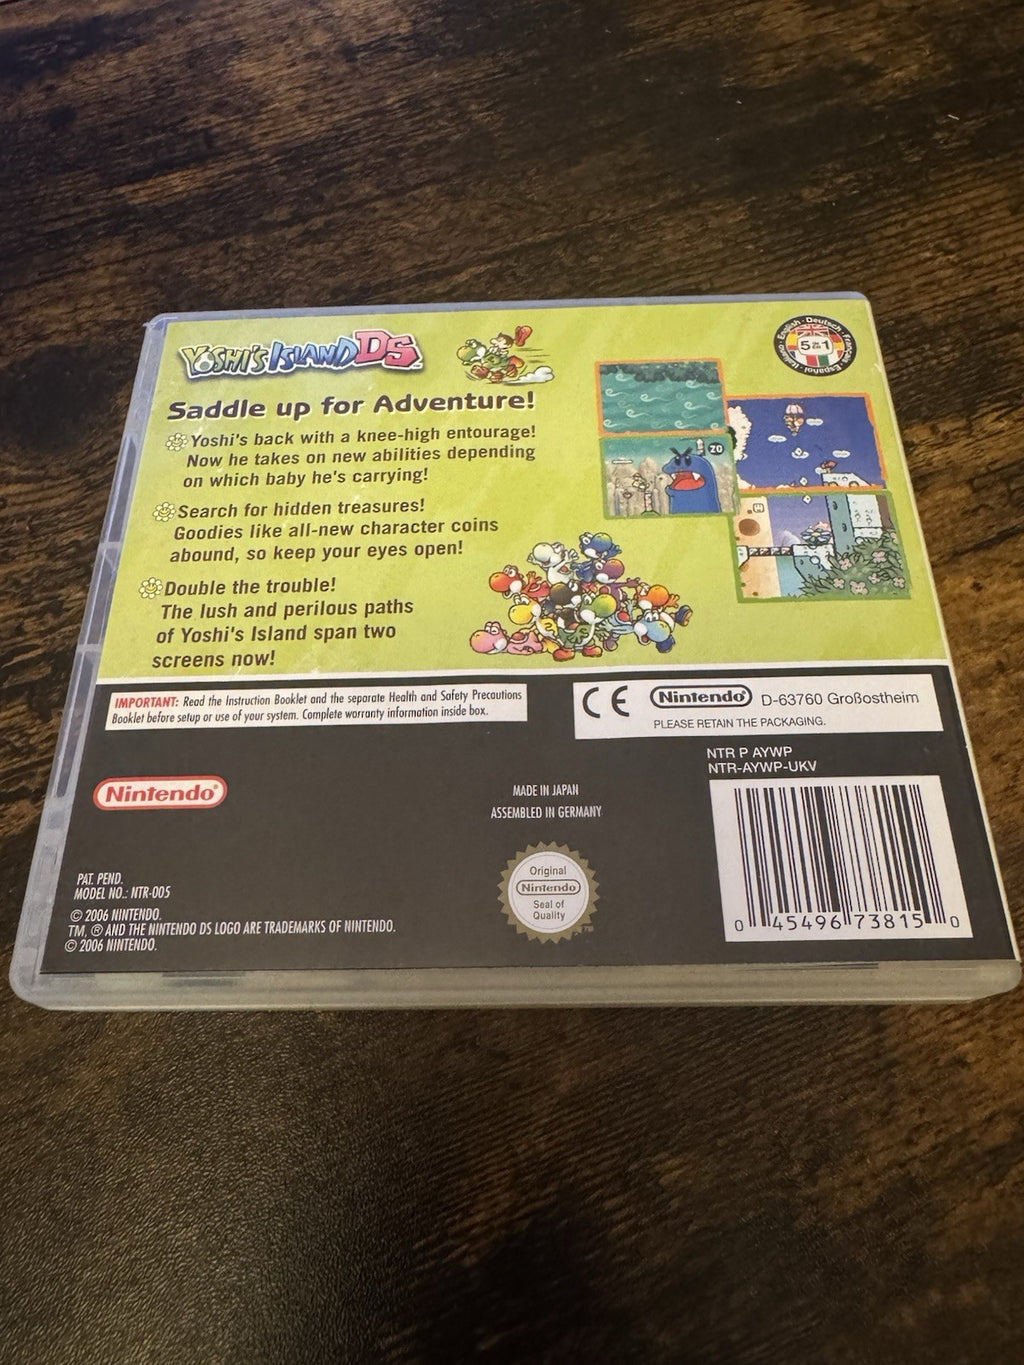 YOSHI'S ISLAND DS
Saddle up for Adventure!
Yoshi's back with a knee-high entourage!
Now he takes on new abilities depending
on which baby he's carrying!
Search for hidden treasures!
Goodies like all-new character coins
abound, so keep your eyes open!
Double the trouble!
The lush and perilous paths
of Yoshi's Island span two
screens now!
English · Deutsch · Français · Español · Italiano
5 in 1
20
IMPORTANT: Read the Instruction Booklet and the separate Health and Safety Precautions
Booklet before setup or use of your system. Complete warranty information inside box.
CE Nintendo® D-63760 Großostheim
PLEASE RETAIN THE PACKAGING.
NTR P AYWP
NTR-AYWP-UKV
Nintendo®
MADE IN JAPAN
ASSEMBLED IN GERMANY
Original
Nintendo®
Seal of
Quality
PAT. PEND.
MODEL NO.: NTR-005
© 2006 NINTENDO.
TM, ® AND THE NINTENDO DS LOGO ARE TRADEMARKS OF NINTENDO.
© 2006 NINTENDO.
0 45496 73815 0